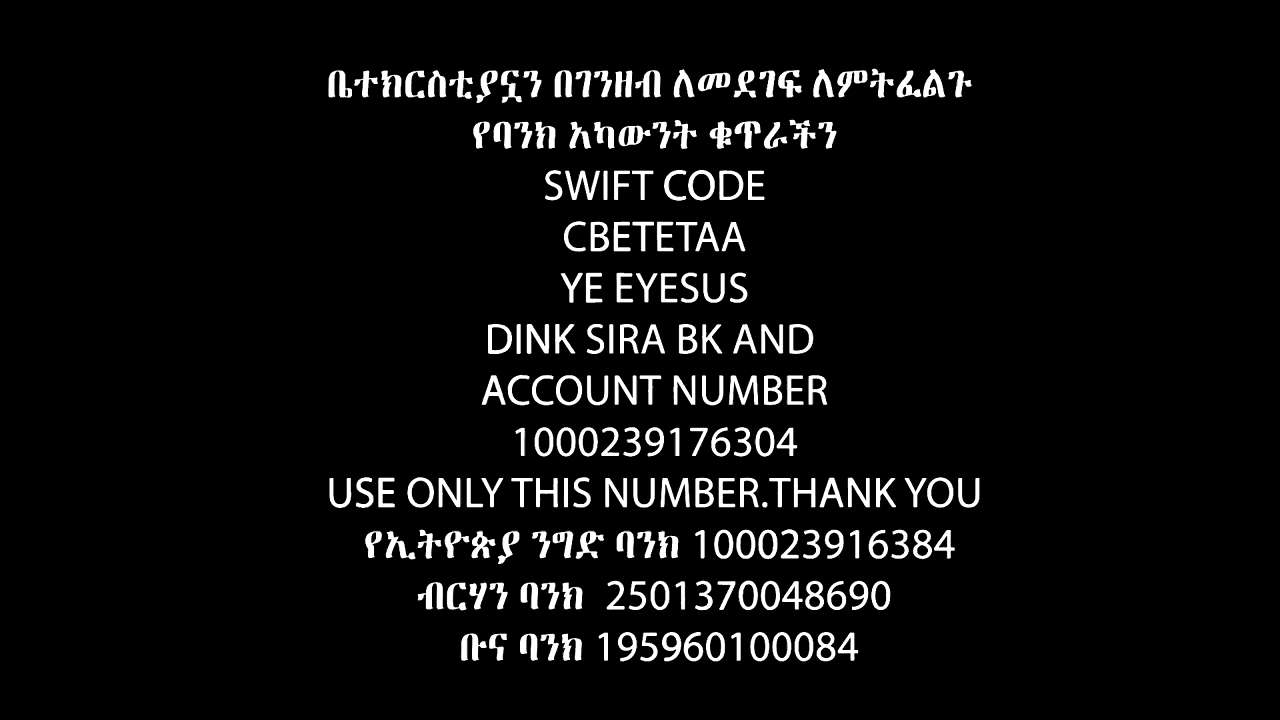 ቤተክርስቲያኗን በገንዘብ ለመደገፍ ለምትፈልጉ
የባንክ አካውንት ቁጥራችን
SWIFT CODE
CBETETAA
YE EYESUS
DINK SIRA BK AND
ACCOUNT NUMBER
1000239176304
USE ONLY THIS NUMBER.THANK YOU
የኢትዮጵያ ንግድ ባንክ 100023916384
ብርሃን ባንክ 2501370048690
ቡና ባንክ 195960100084